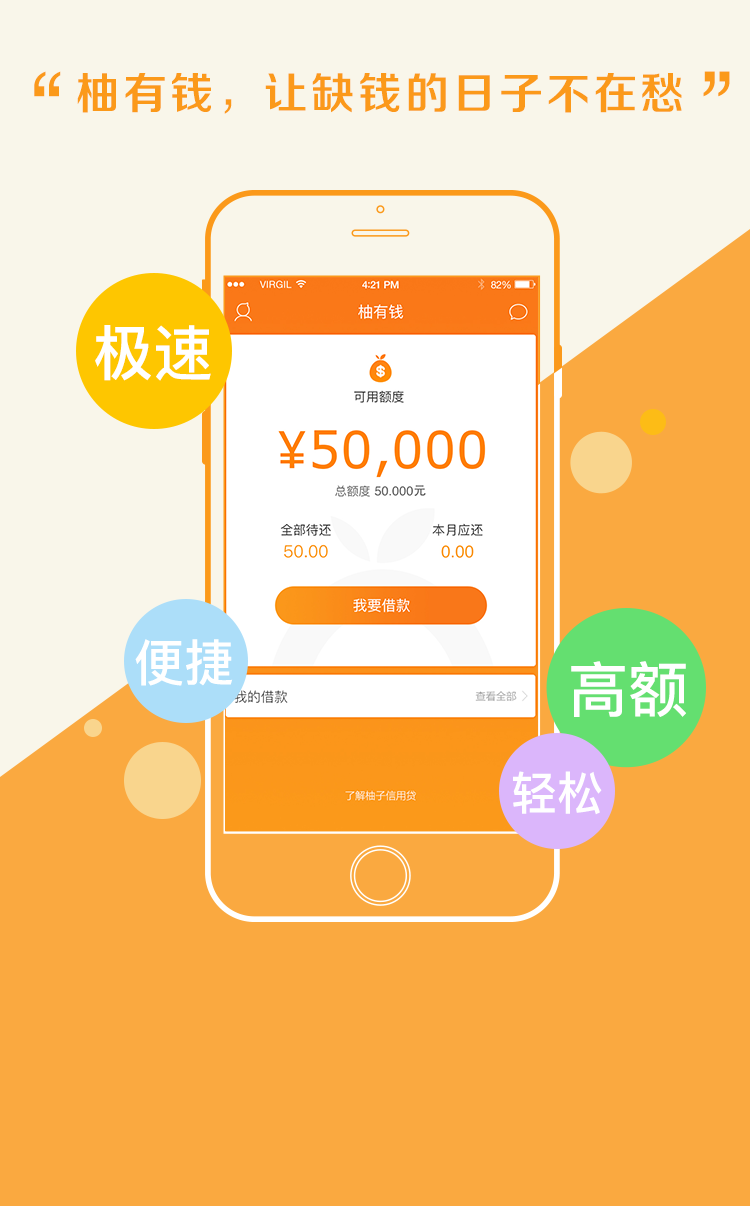 “柚有钱，让缺钱的日子不在愁”
VIRGIL 4:21 PM 82%
柚有钱
极速
可用额度
¥50,000
总额度 50.000元
全部待还 本月应还
50.00 0.00
我要借款
便捷
高额
我的借款 查看全部
轻松
了解柚子信用贷